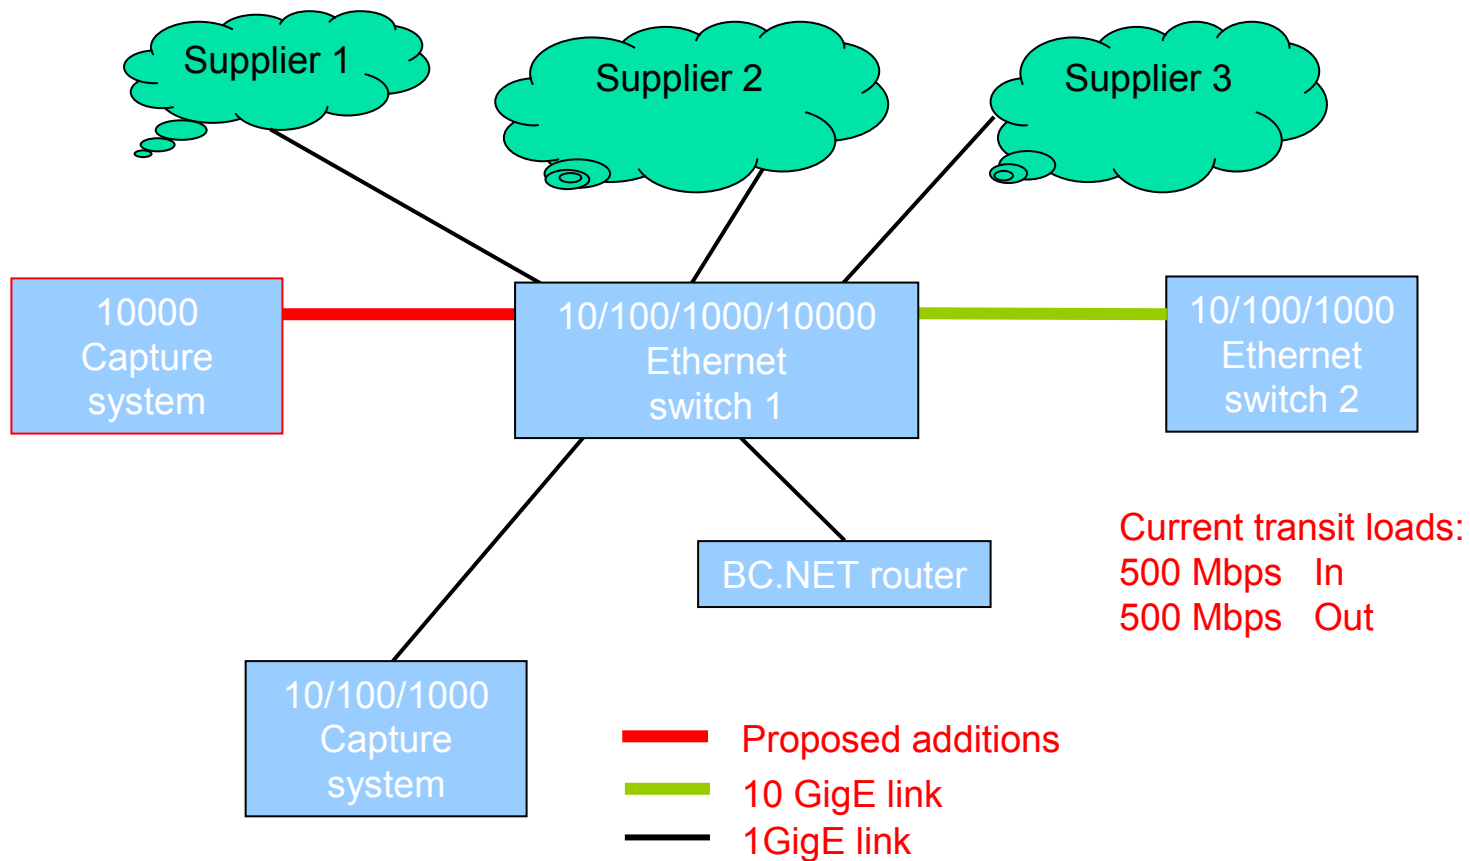 Supplier 1
Supplier 2
Supplier 3
10000
Capture
system
10/100/1000/10000
Ethernet
switch 1
10/100/1000
Ethernet
switch 2
BC.NET router
Current transit loads:
500 Mbps In
500 Mbps Out
10/100/1000
Capture
system
Proposed additions
10 GigE link
1GigE link